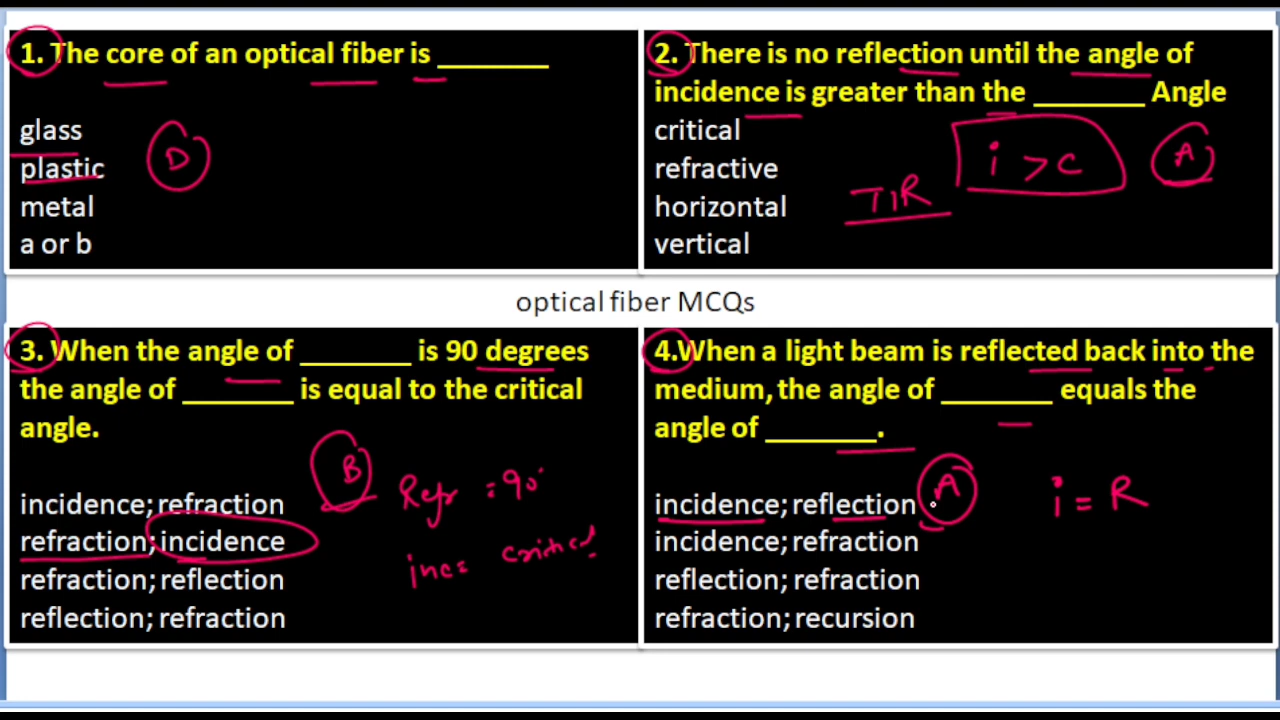 1. The core of an optical fiber is ________
glass
plastic
metal
a or b
D
2. There is no reflection until the angle of
incidence is greater than the ________ Angle
critical
refractive
horizontal
vertical
TIR
i > c
A
optical fiber MCQs
3. When the angle of ________ is 90 degrees
the angle of ________ is equal to the critical
angle.
incidence; refraction
refraction; incidence
refraction; reflection
reflection; refraction
B
Refr = 90°
inc = critical
4.When a light beam is reflected back into the
medium, the angle of ________ equals the
angle of ________.
incidence; reflection
incidence; refraction
reflection; refraction
refraction; recursion
A
i = R